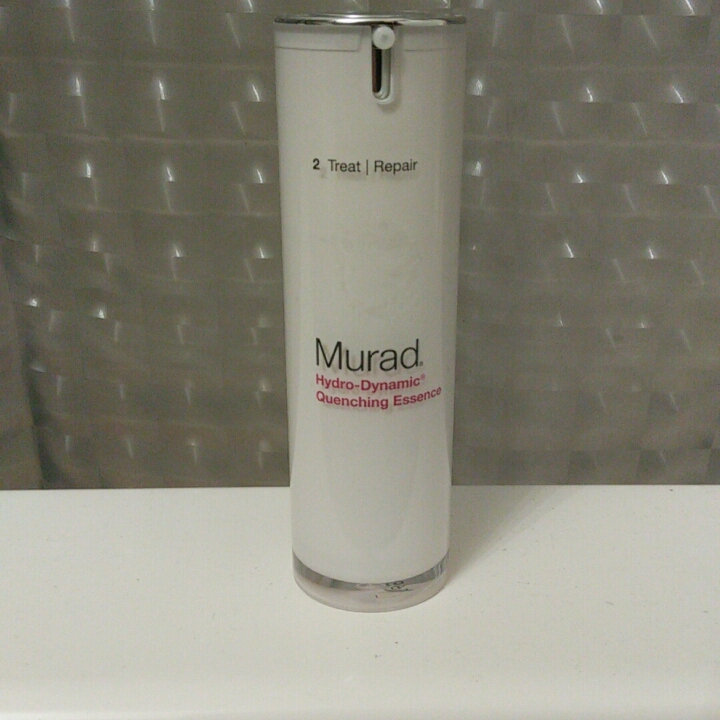 2 Treat | Repair
Murad®
Hydro-Dynamic®
Quenching Essence